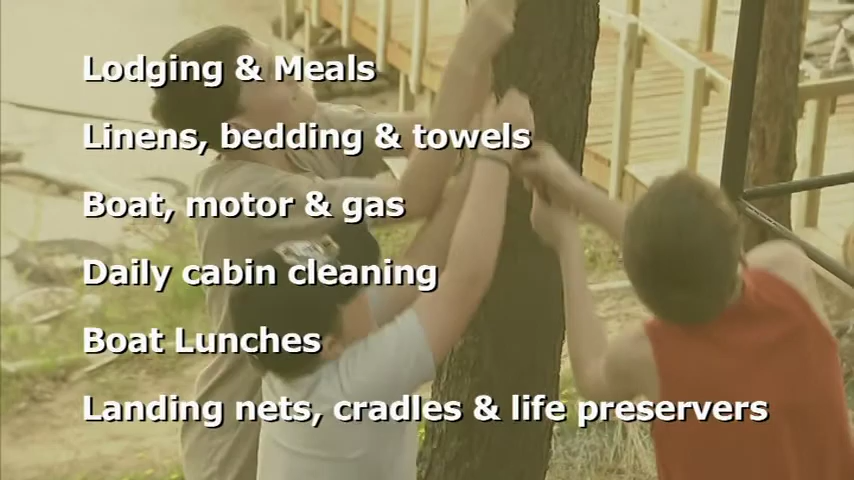 Lodging & Meals
Linens, bedding & towels
Boat, motor & gas
Daily cabin cleaning
Boat Lunches
Landing nets, cradles & life preservers